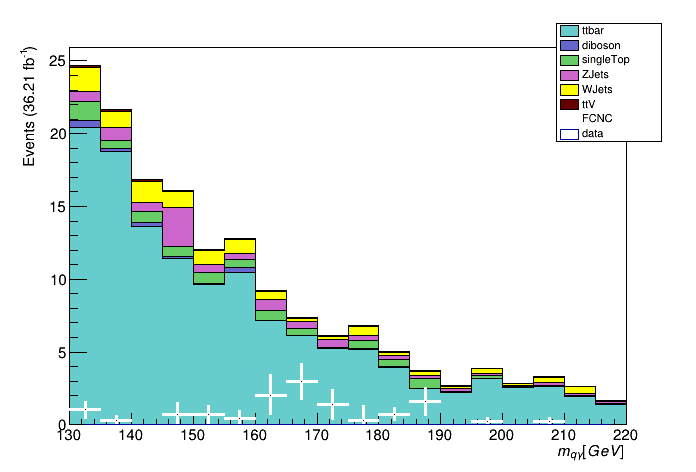 ttbar
diboson
singleTop
ZJets
WJets
ttV
FCNC
data
Events (36.21 fb⁻¹)
25
20
15
10
5
0
130 140 150 160 170 180 190 200 210 220
m_qγ[GeV]